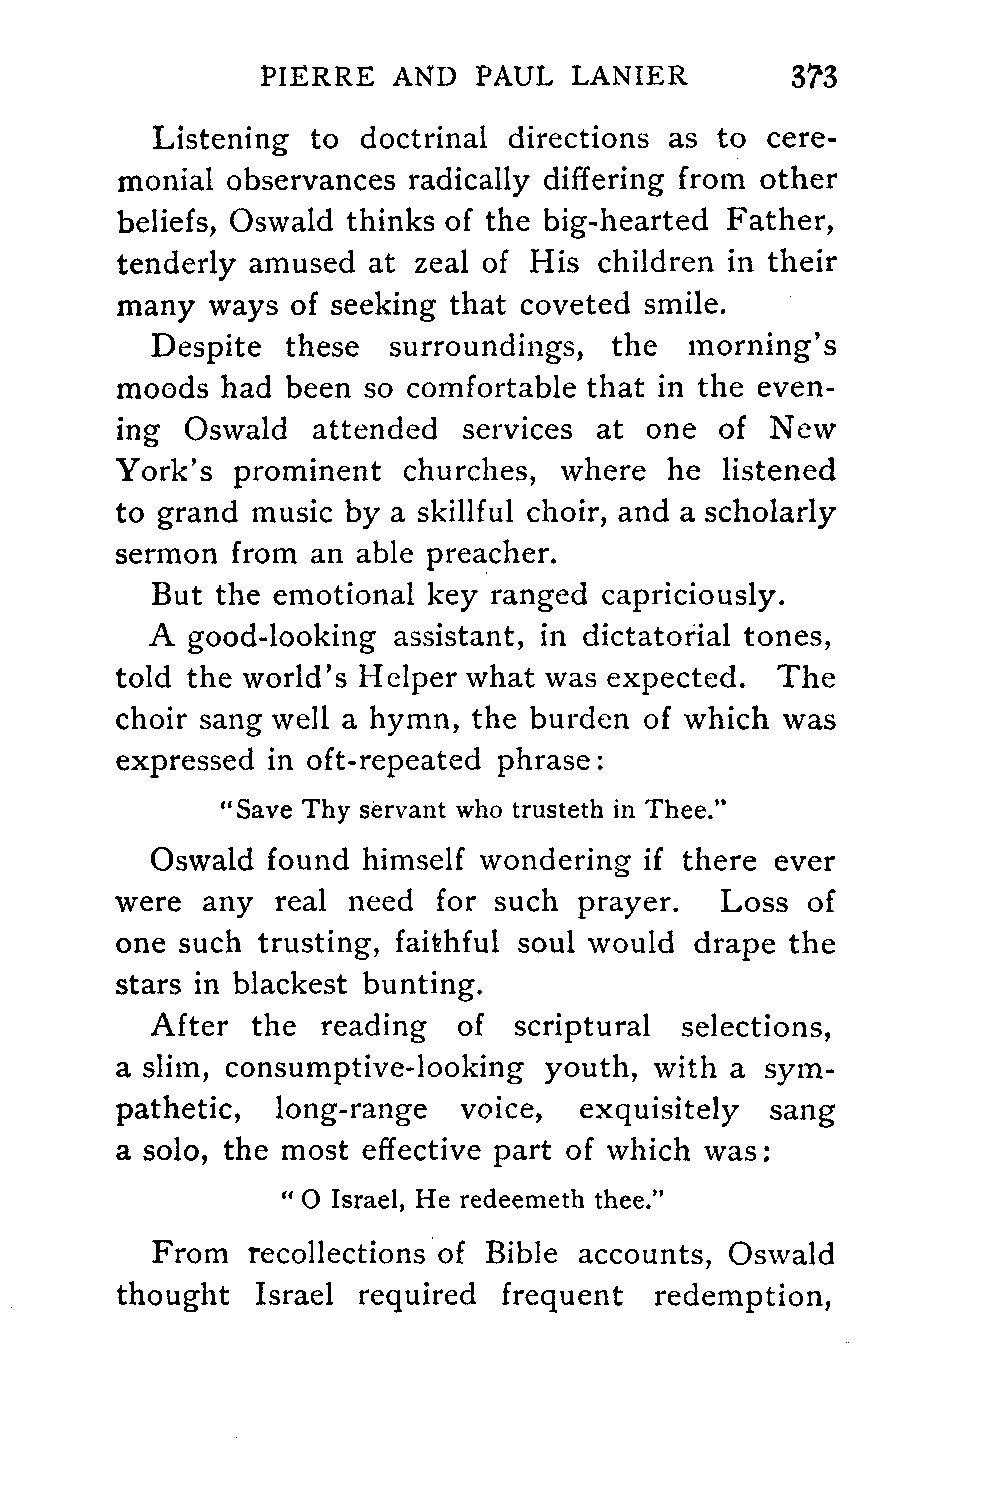 PIERRE AND PAUL LANIER 373
Listening to doctrinal directions as to cere-
monial observances radically differing from other
beliefs, Oswald thinks of the big-hearted Father,
tenderly amused at zeal of His children in their
many ways of seeking that coveted smile.
Despite these surroundings, the morning's
moods had been so comfortable that in the even-
ing Oswald attended services at one of New
York's prominent churches, where he listened
to grand music by a skillful choir, and a scholarly
sermon from an able preacher.
But the emotional key ranged capriciously.
A good-looking assistant, in dictatorial tones,
told the world's Helper what was expected. The
choir sang well a hymn, the burden of which was
expressed in oft-repeated phrase:
"Save Thy servant who trusteth in Thee."
Oswald found himself wondering if there ever
were any real need for such prayer. Loss of
one such trusting, faithful soul would drape the
stars in blackest bunting.
After the reading of scriptural selections,
a slim, consumptive-looking youth, with a sym-
pathetic, long-range voice, exquisitely sang
a solo, the most effective part of which was:
"O Israel, He redeemeth thee."
From recollections of Bible accounts, Oswald
thought Israel required frequent redemption,